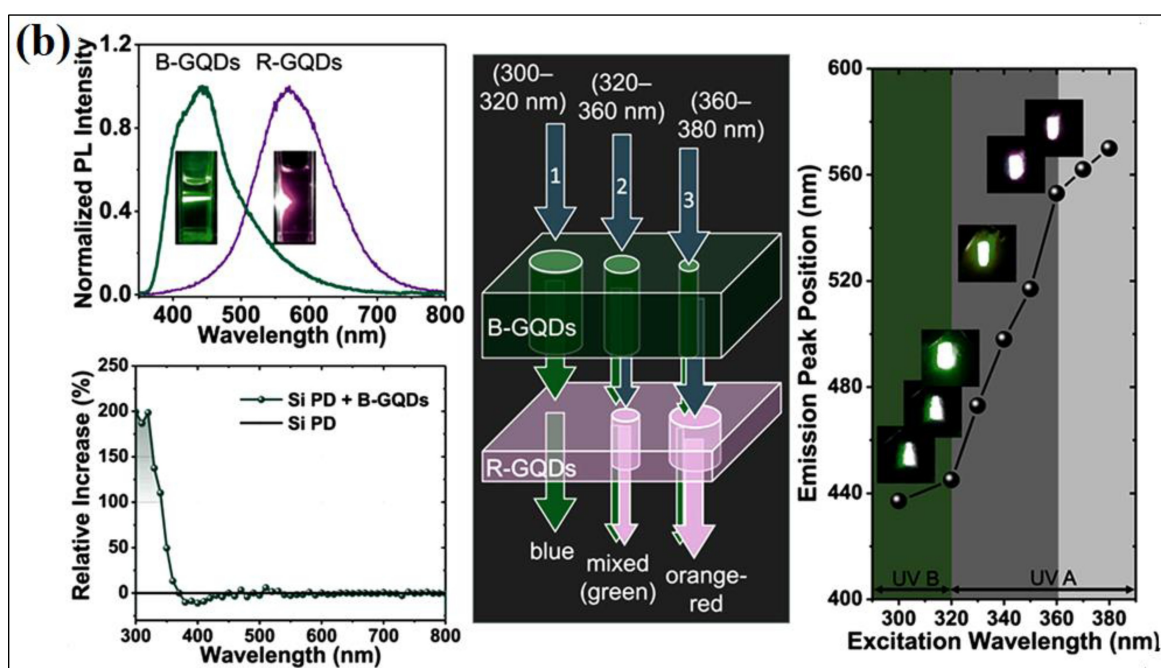 (b)
1.2
0.8
0.4
0.0
Normalized PL Intensity
B-GQDs
R-GQDs
400 500 600 700 800
Wavelength (nm)
250
200
150
100
50
0
Relative Increase (%)
Si PD + B-GQDs
Si PD
300 400 500 600 700 800
Wavelength (nm)
(300–
320 nm)
(320–
360 nm)
(360–
380 nm)
1
2
3
B-GQDs
R-GQDs
blue
mixed
(green)
orange-
red
600
560
520
480
440
400
Emission Peak Position (nm)
UV B
UV A
300 320 340 360 380
Excitation Wavelength (nm)